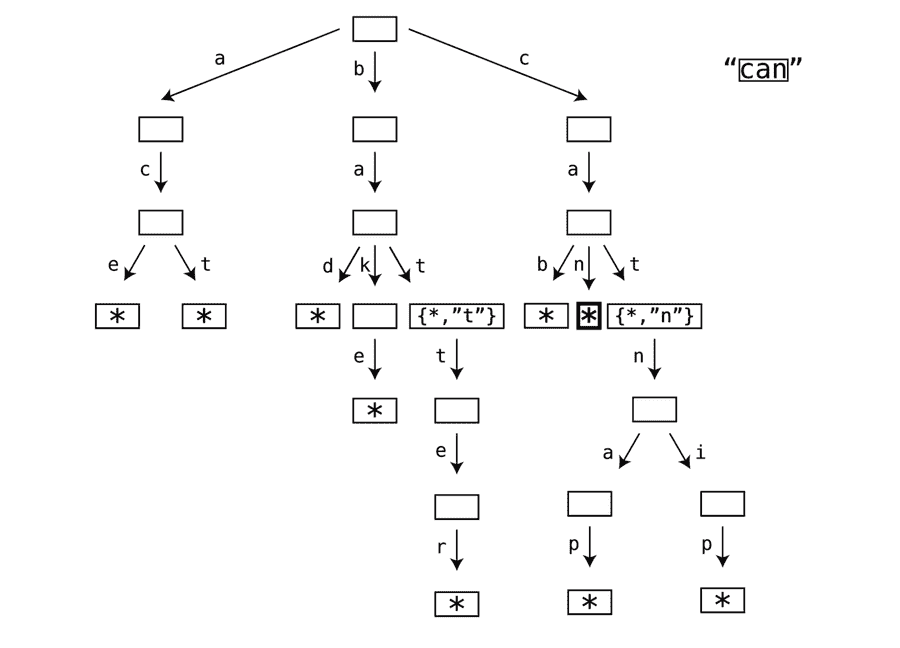 a b c “can”
c a a
e t d k t b n t
* * * {*,”t”} * * {*,”n”}
e t n
*
e a i
r p p
* * *